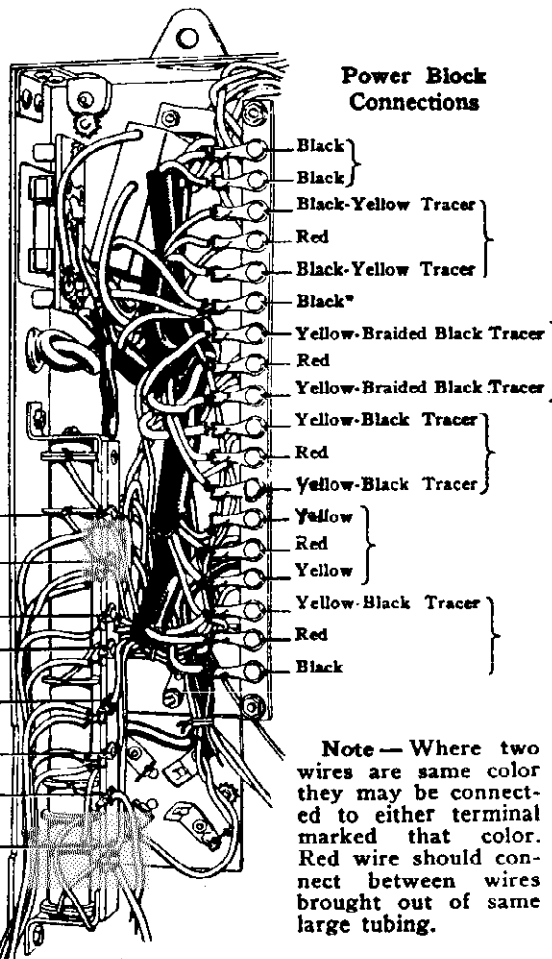 Power Block
Connections
Black
Black
Black-Yellow Tracer
Red
Black-Yellow Tracer
Black*
Yellow-Braided Black Tracer
Red
Yellow-Braided Black Tracer
Yellow-Black Tracer
Red
Yellow-Black Tracer
Yellow
Red
Yellow
Yellow-Black Tracer
Red
Black
Note — Where two
wires are same color
they may be connect-
ed to either terminal
marked that color.
Red wire should con-
nect between wires
brought out of same
large tubing.